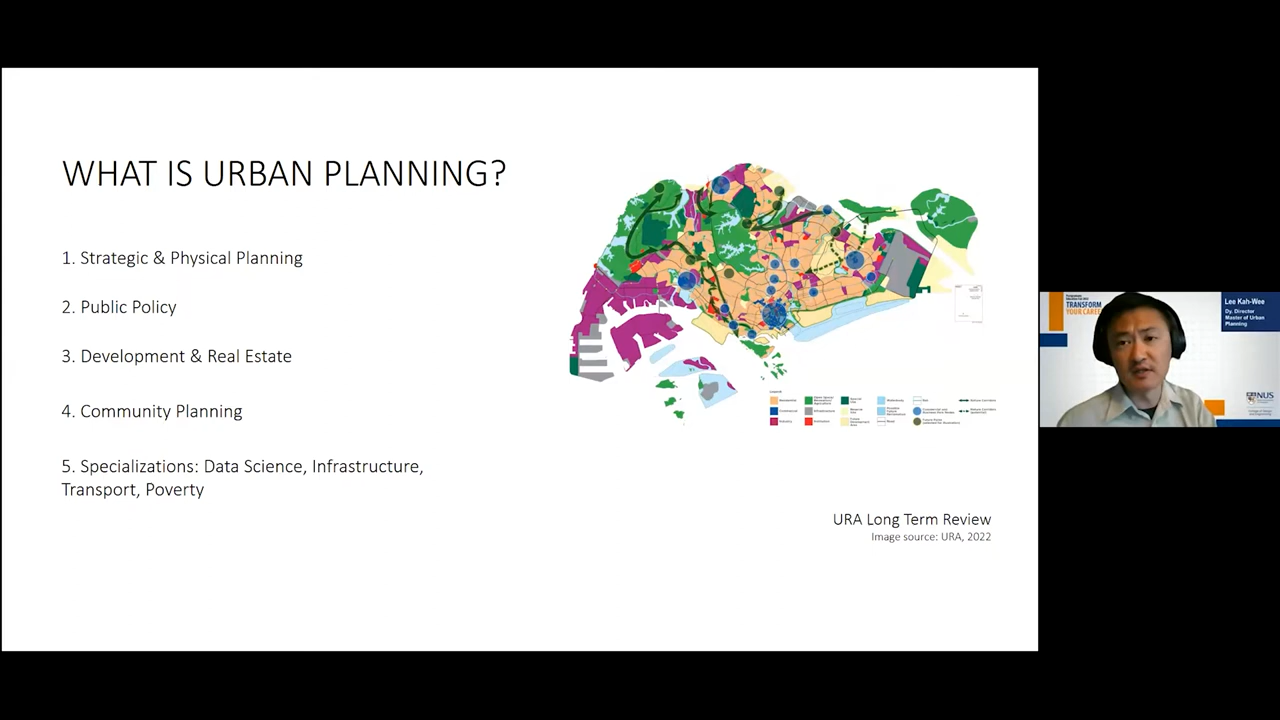 WHAT IS URBAN PLANNING?
1. Strategic & Physical Planning
2. Public Policy
3. Development & Real Estate
4. Community Planning
5. Specializations: Data Science, Infrastructure,
Transport, Poverty
URA Long Term Review
Image source: URA, 2022
TRANSFORM
YOUR CAREER
Lee Kah-Wee
Dy. Director
Master of Urban
Planning
NUS